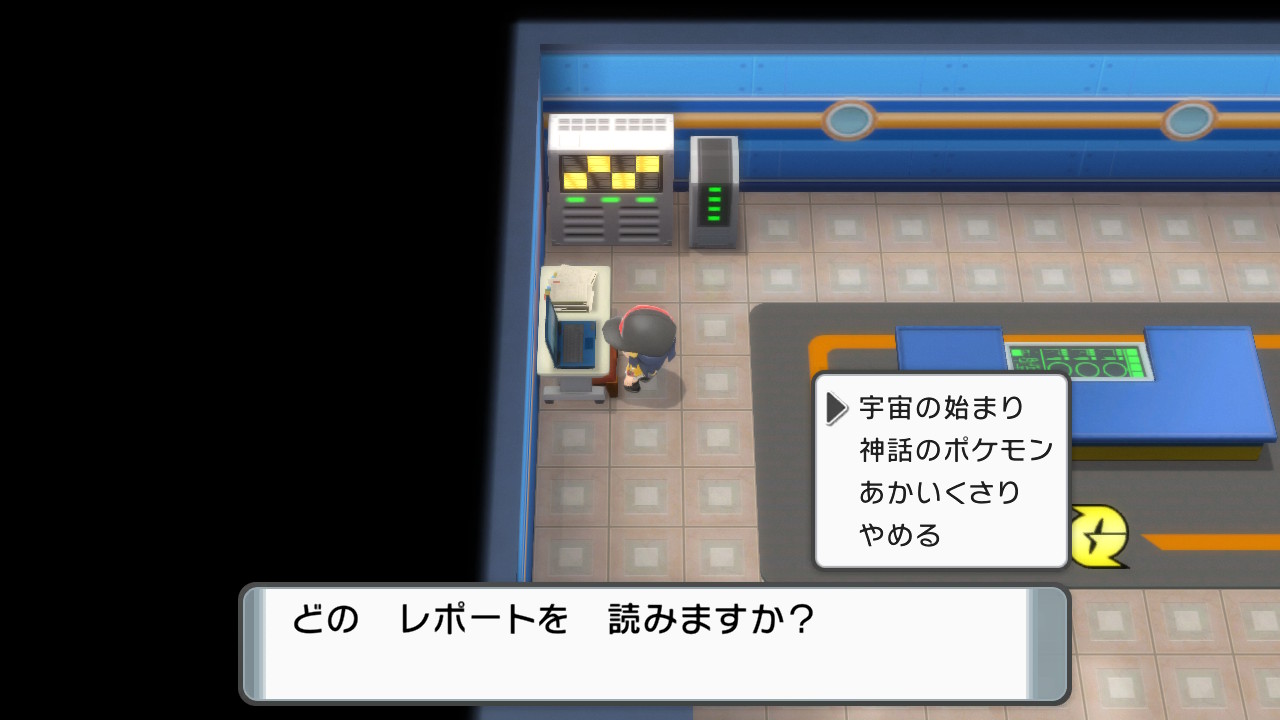 宇宙の始まり
神話のポケモン
あかいくさり
やめる
どの　レポートを　読みますか？